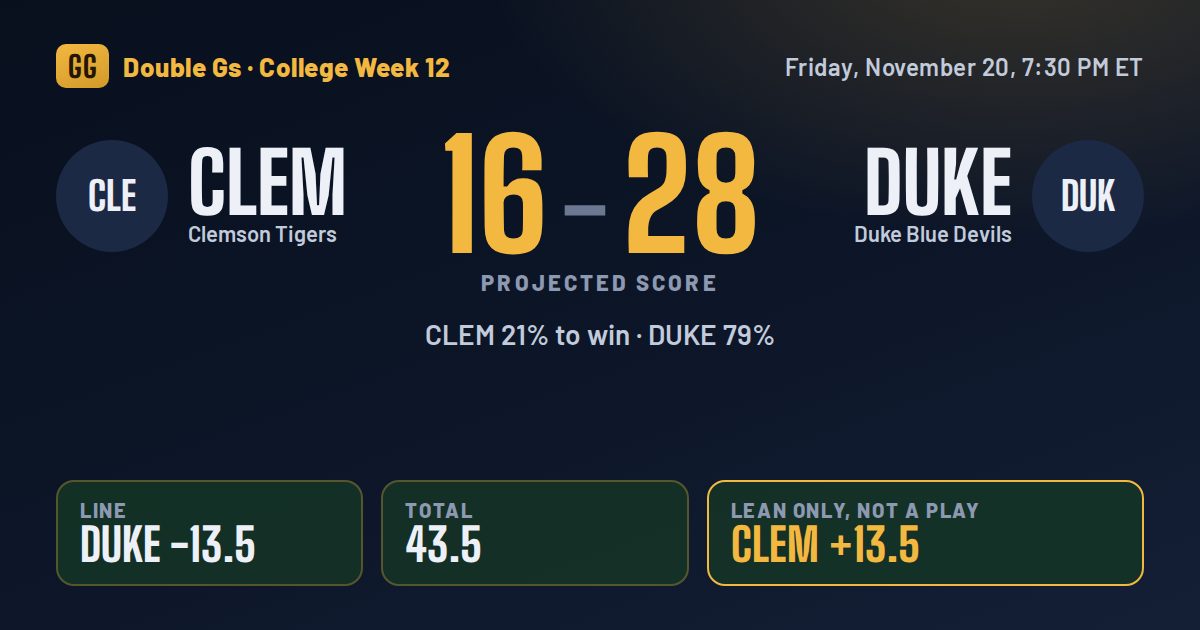 GG Double Gs · College Week 12
Friday, November 20, 7:30 PM ET
CLE
CLEM
Clemson Tigers
16 – 28
PROJECTED SCORE
CLEM 21% to win · DUKE 79%
DUKE
Duke Blue Devils
DUK
LINE
DUKE −13.5
TOTAL
43.5
LEAN ONLY, NOT A PLAY
CLEM +13.5